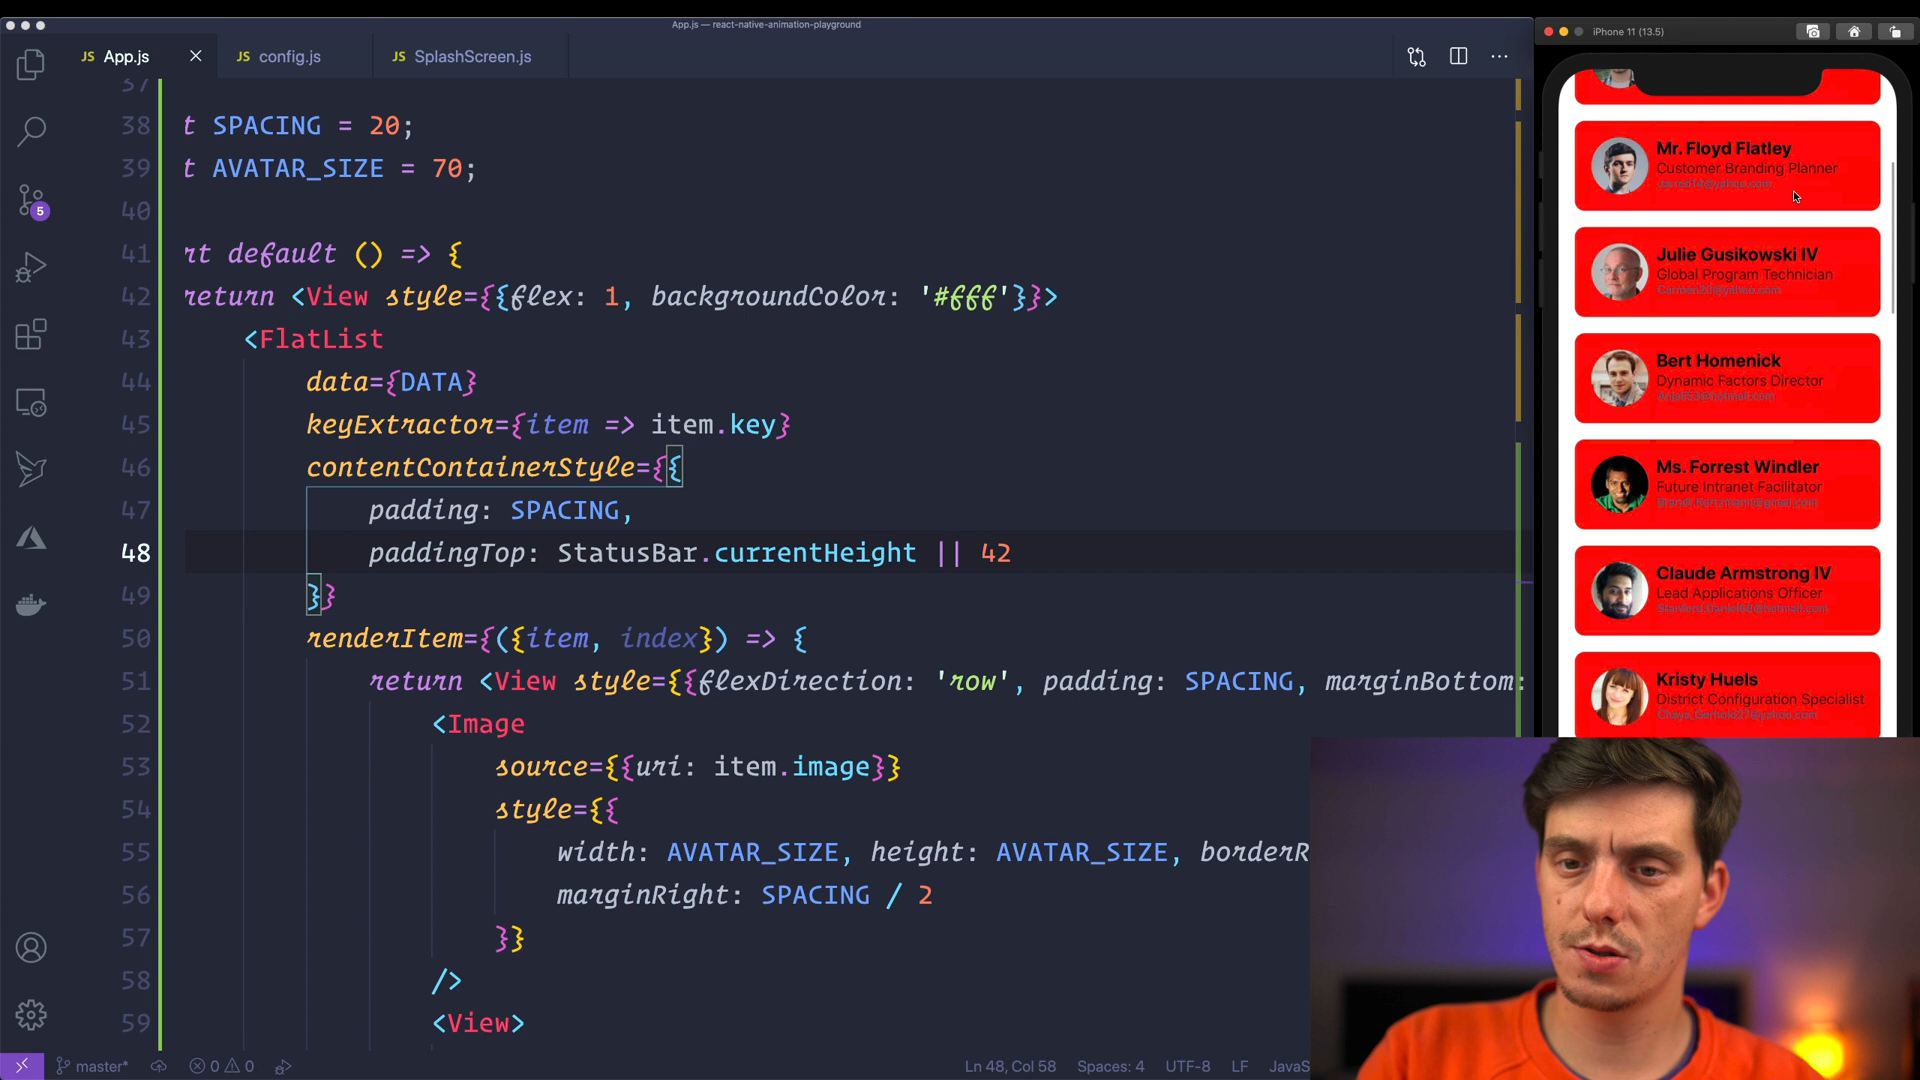 App.js — react-native-animation-playground
JS App.js
JS config.js
JS SplashScreen.js
37
38 t SPACING = 20;
39 t AVATAR_SIZE = 70;
40
41 rt default () => {
42 return <View style={{flex: 1, backgroundColor: '#fff'}}>
43 <FlatList
44 data={DATA}
45 keyExtractor={item => item.key}
46 contentContainerStyle={{
47 padding: SPACING,
48 paddingTop: StatusBar.currentHeight || 42
49 }}
50 renderItem={({item, index}) => {
51 return <View style={{flexDirection: 'row', padding: SPACING, marginBottom:
52 <Image
53 source={{uri: item.image}}
54 style={{
55 width: AVATAR_SIZE, height: AVATAR_SIZE, borderR
56 marginRight: SPACING / 2
57 }}
58 />
59 <View>
5
master*
0 0
Ln 48, Col 58
Spaces: 4
UTF-8
LF
JavaS
iPhone 11 (13.5)
Mr. Floyd Flatley
Customer Branding Planner
Julie Gusikowski IV
Global Program Technician
Carmen20@yahoo.com
Bert Homenick
Dynamic Factors Director
Ms. Forrest Windler
Future Intranet Facilitator
Claude Armstrong IV
Lead Applications Officer
Kristy Huels
District Configuration Specialist